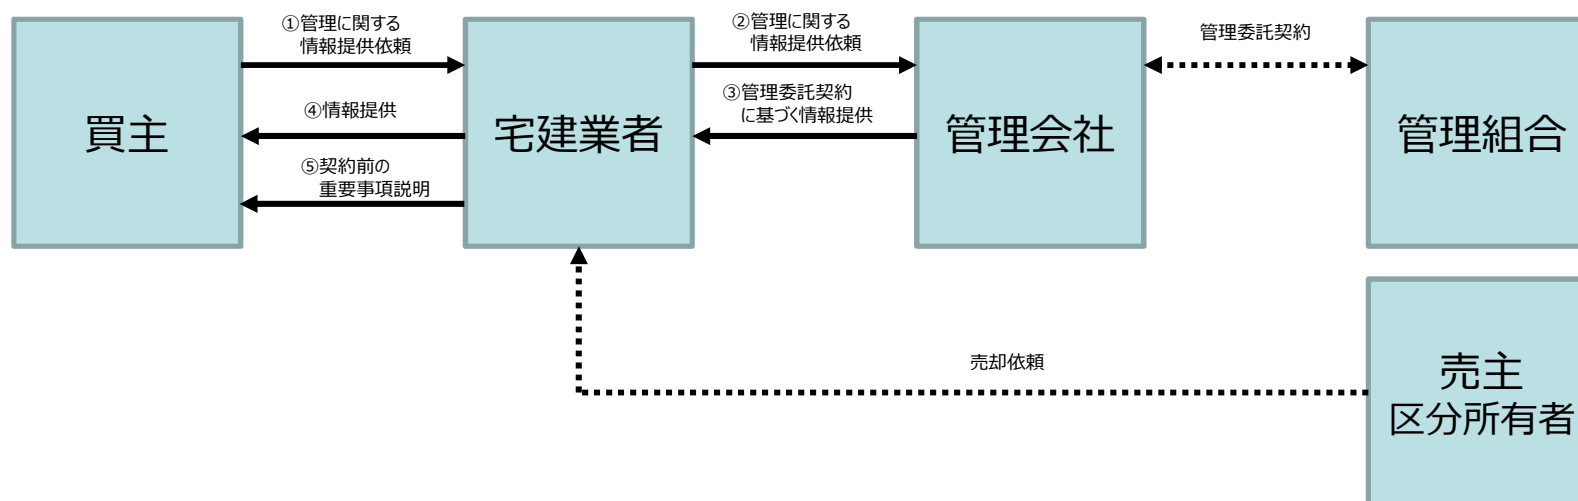 ①管理に関する
情報提供依頼
②管理に関する
情報提供依頼
管理委託契約
④情報提供
③管理委託契約
に基づく情報提供
買主
宅建業者
管理会社
管理組合
⑤契約前の
重要事項説明
売却依頼
売主
区分所有者